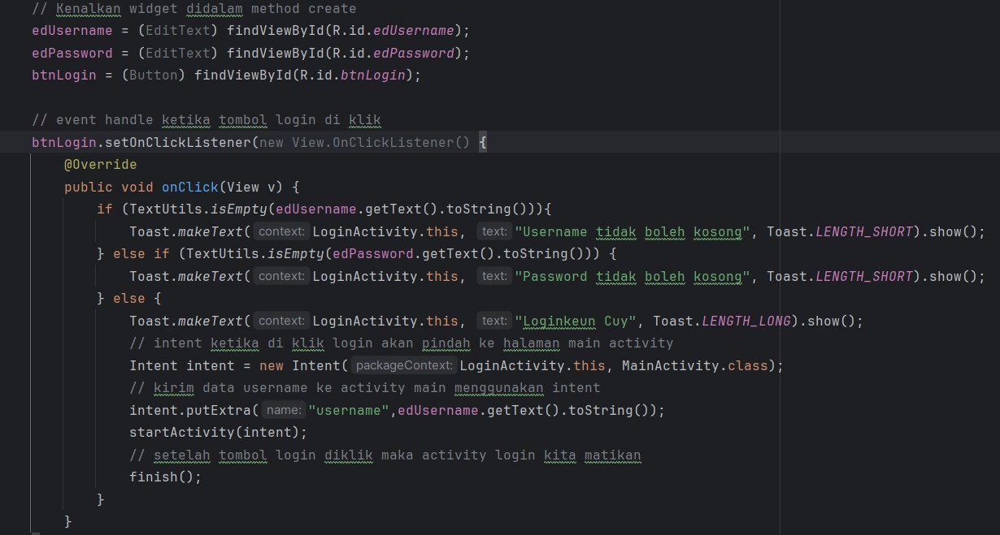 // Kenalkan widget didalam method create
edUsername = (EditText) findViewById(R.id.edUsername);
edPassword = (EditText) findViewById(R.id.edPassword);
btnLogin = (Button) findViewById(R.id.btnLogin);
// event handle ketika tombol login di klik
btnLogin.setOnClickListener(new View.OnClickListener() {
@Override
public void onClick(View v) {
if (TextUtils.isEmpty(edUsername.getText().toString())){
Toast.makeText( context: LoginActivity.this, text: "Username tidak boleh kosong", Toast.LENGTH_SHORT).show();
} else if (TextUtils.isEmpty(edPassword.getText().toString())) {
Toast.makeText( context: LoginActivity.this, text: "Password tidak boleh kosong", Toast.LENGTH_SHORT).show();
} else {
Toast.makeText( context: LoginActivity.this, text: "Loginkeun Cuy", Toast.LENGTH_LONG).show();
// intent ketika di klik login akan pindah ke halaman main activity
Intent intent = new Intent( packageContext: LoginActivity.this, MainActivity.class);
// kirim data username ke activity main menggunakan intent
intent.putExtra( name: "username",edUsername.getText().toString());
startActivity(intent);
// setelah tombol login diklik maka activity login kita matikan
finish();
}
}